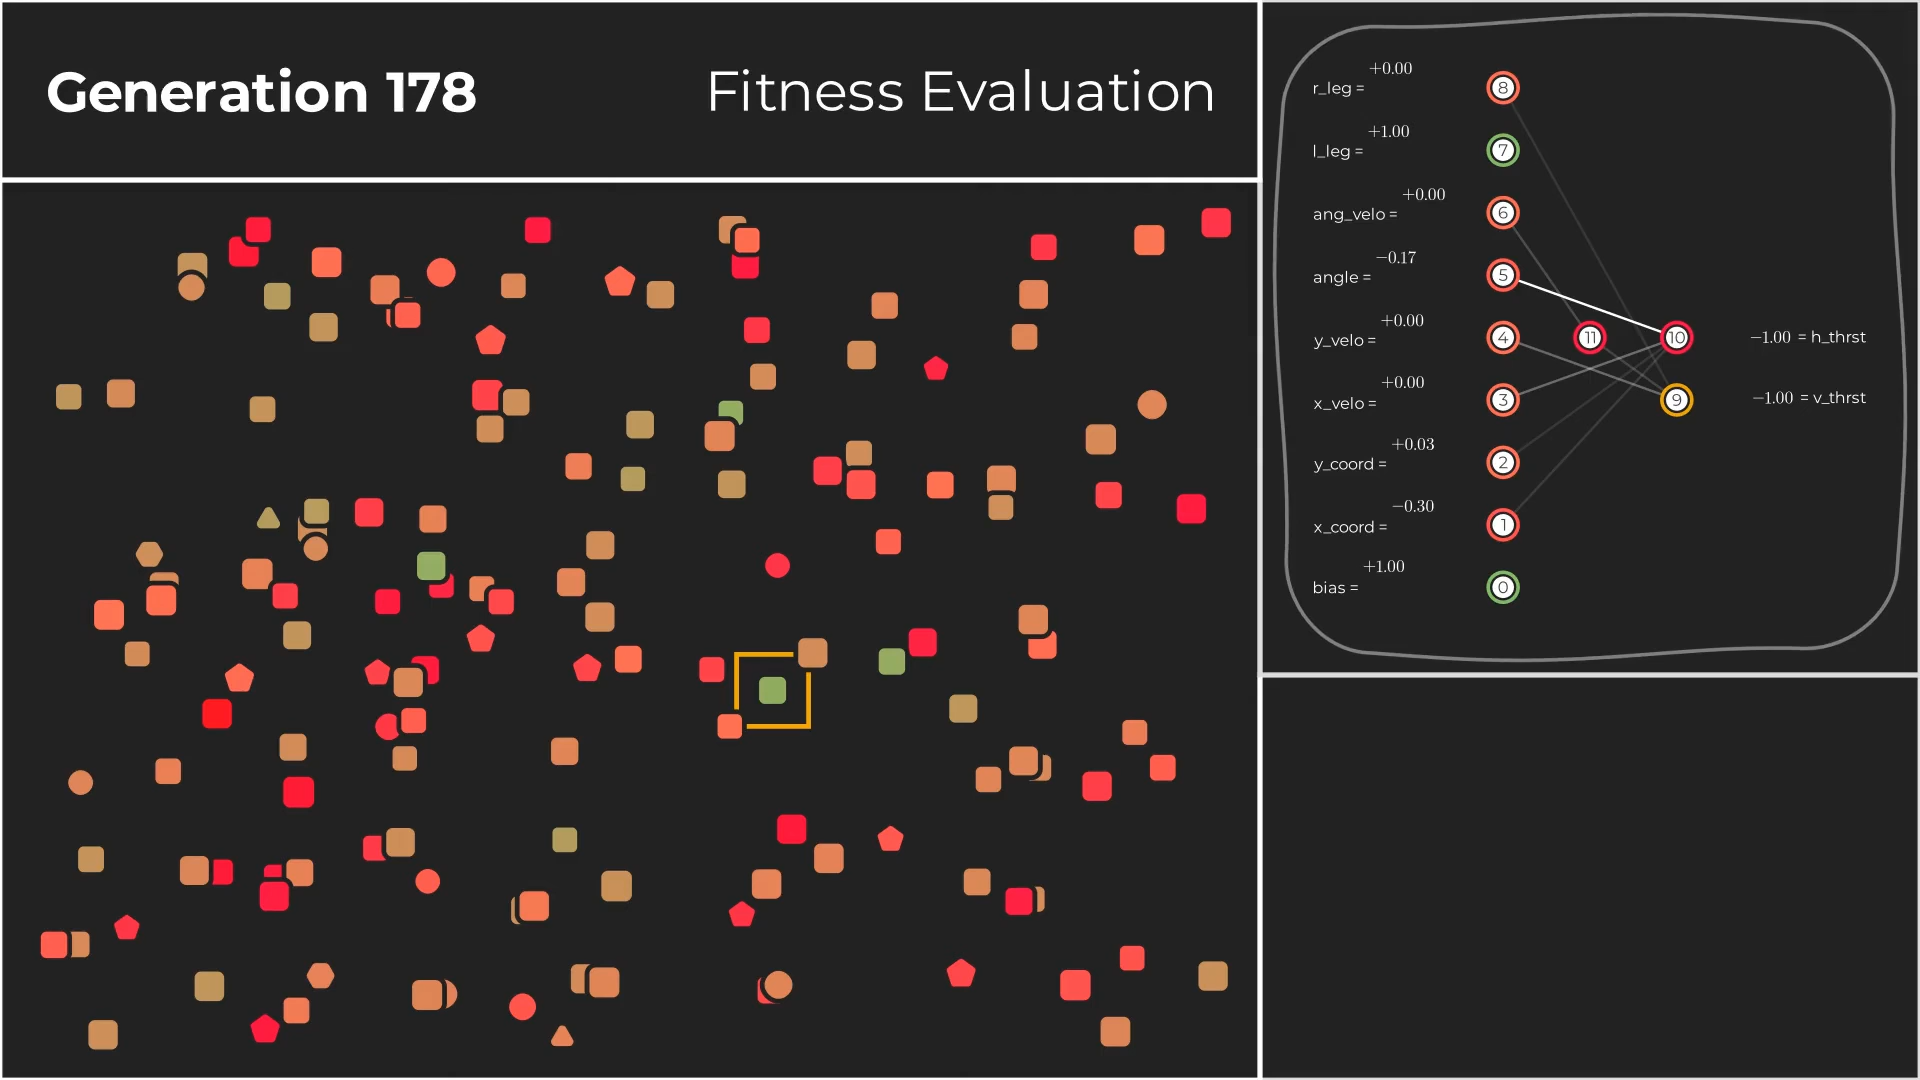 Generation 178
Fitness Evaluation
r_leg = +0.00
8
l_leg = +1.00
7
ang_velo = +0.00
6
angle = −0.17
5
y_velo = +0.00
4
11
10
−1.00 = h_thrst
x_velo = +0.00
3
9
−1.00 = v_thrst
y_coord = +0.03
2
x_coord = −0.30
1
bias = +1.00
0